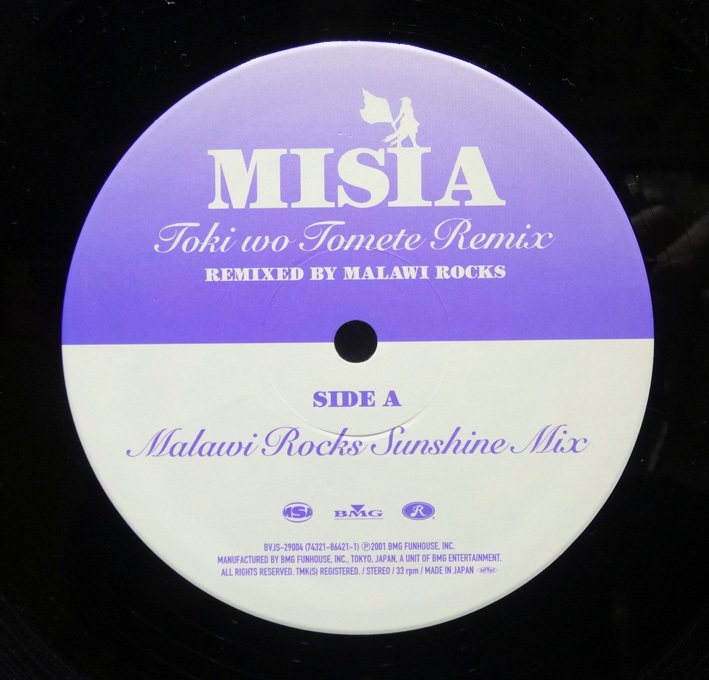 MISIA
Toki wo Tomete Remix
REMIXED BY MALAWI ROCKS
SIDE A
Malawi Rocks Sunshine Mix
BMG R
BVJS-29004 (74321-86421-1) ℗2001 BMG FUNHOUSE, INC.
MANUFACTURED BY BMG FUNHOUSE, INC., TOKYO, JAPAN, A UNIT OF BMG ENTERTAINMENT.
ALL RIGHTS RESERVED. TMK(S) REGISTERED. / STEREO / 33 rpm / MADE IN JAPAN